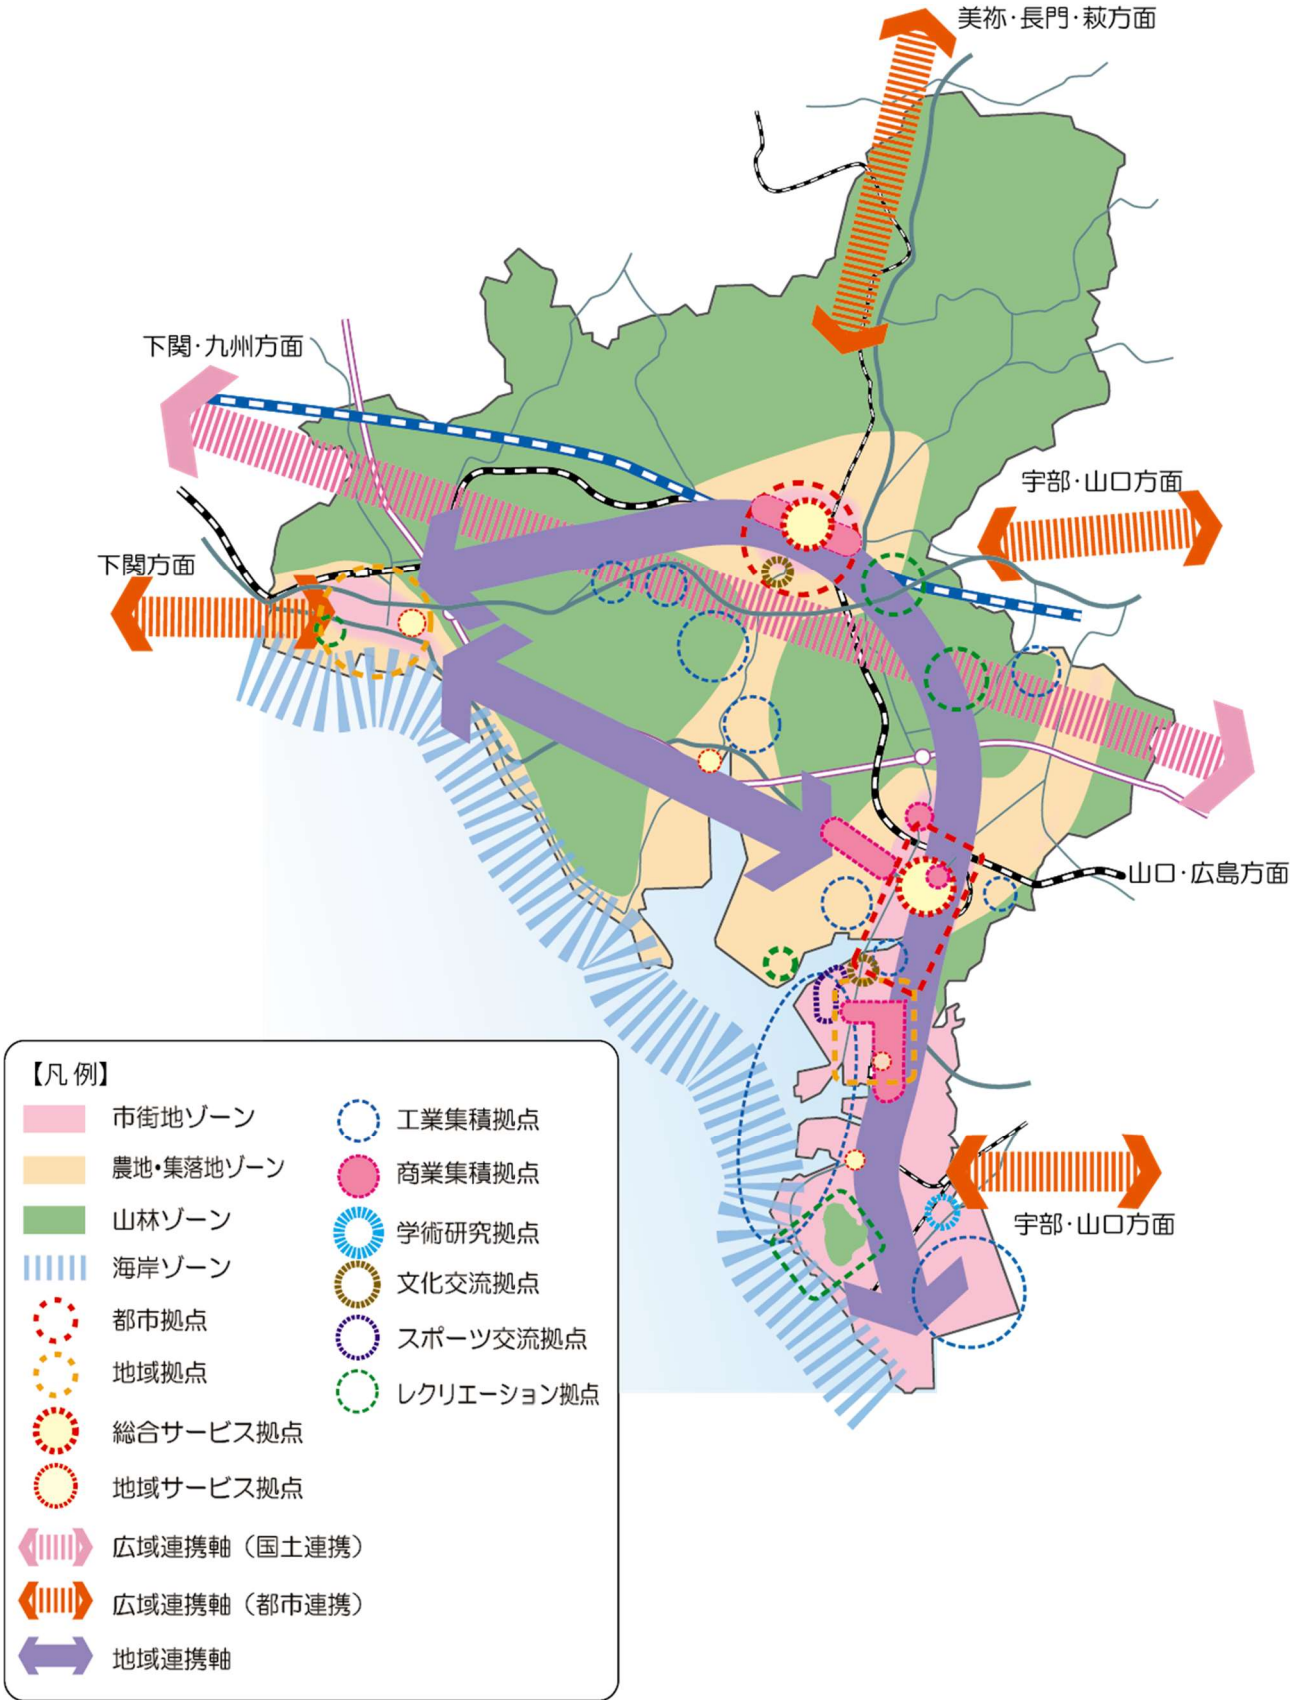 美祢・長門・萩方面
下関・九州方面
宇部・山口方面
下関方面
山口・広島方面
宇部・山口方面
【凡 例】
市街地ゾーン
農地・集落地ゾーン
山林ゾーン
海岸ゾーン
都市拠点
地域拠点
総合サービス拠点
地域サービス拠点
広域連携軸（国土連携）
広域連携軸（都市連携）
地域連携軸
工業集積拠点
商業集積拠点
学術研究拠点
文化交流拠点
スポーツ交流拠点
レクリエーション拠点